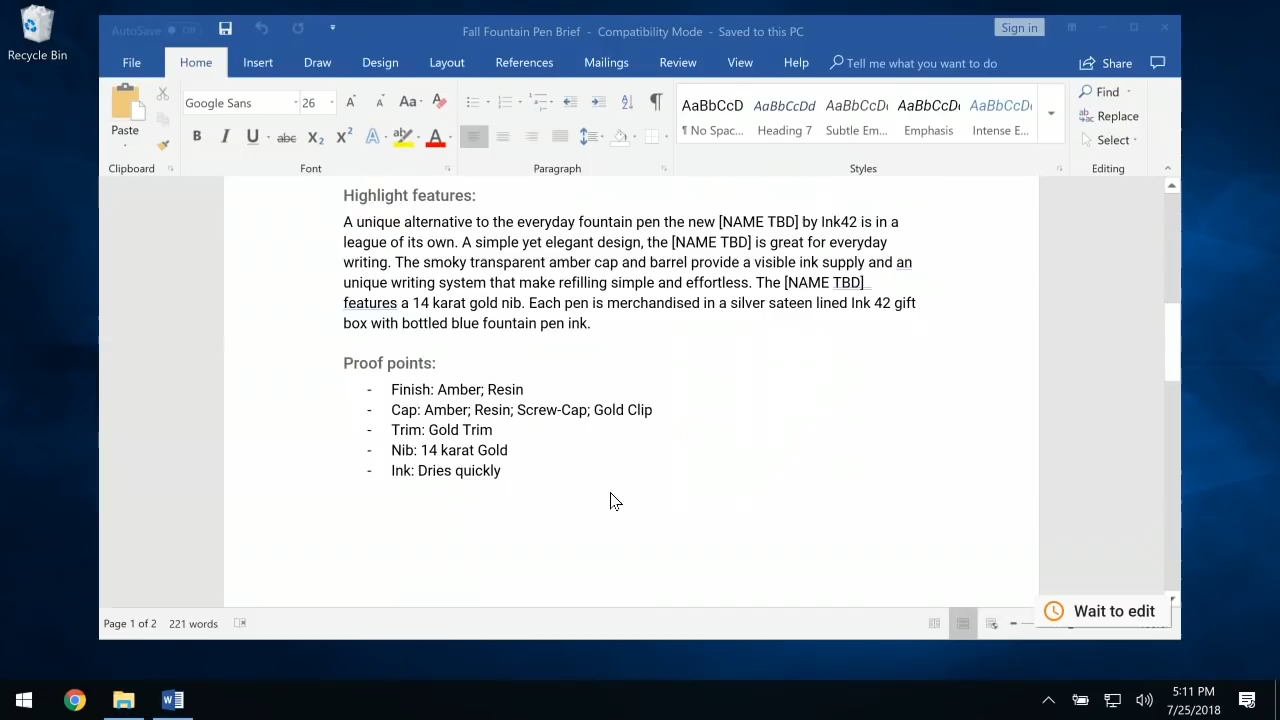 Recycle Bin
AutoSave Off
Fall Fountain Pen Brief - Compatibility Mode - Saved to this PC
Sign in
File Home Insert Draw Design Layout References Mailings Review View Help Tell me what you want to do Share
Paste
Clipboard
Google Sans 26
Font
Paragraph
AaBbCcD AaBbCcDd AaBbCcDd AaBbCcDd AaBbCcDd
¶ No Spac... Heading 7 Subtle Em... Emphasis Intense E...
Styles
Find
Replace
Select
Editing
Highlight features:
A unique alternative to the everyday fountain pen the new [NAME TBD] by Ink42 is in a
league of its own. A simple yet elegant design, the [NAME TBD] is great for everyday
writing. The smoky transparent amber cap and barrel provide a visible ink supply and an
unique writing system that make refilling simple and effortless. The [NAME TBD]
features a 14 karat gold nib. Each pen is merchandised in a silver sateen lined Ink 42 gift
box with bottled blue fountain pen ink.
Proof points:
- Finish: Amber; Resin
- Cap: Amber; Resin; Screw-Cap; Gold Clip
- Trim: Gold Trim
- Nib: 14 karat Gold
- Ink: Dries quickly
Wait to edit
Page 1 of 2 221 words
5:11 PM
7/25/2018